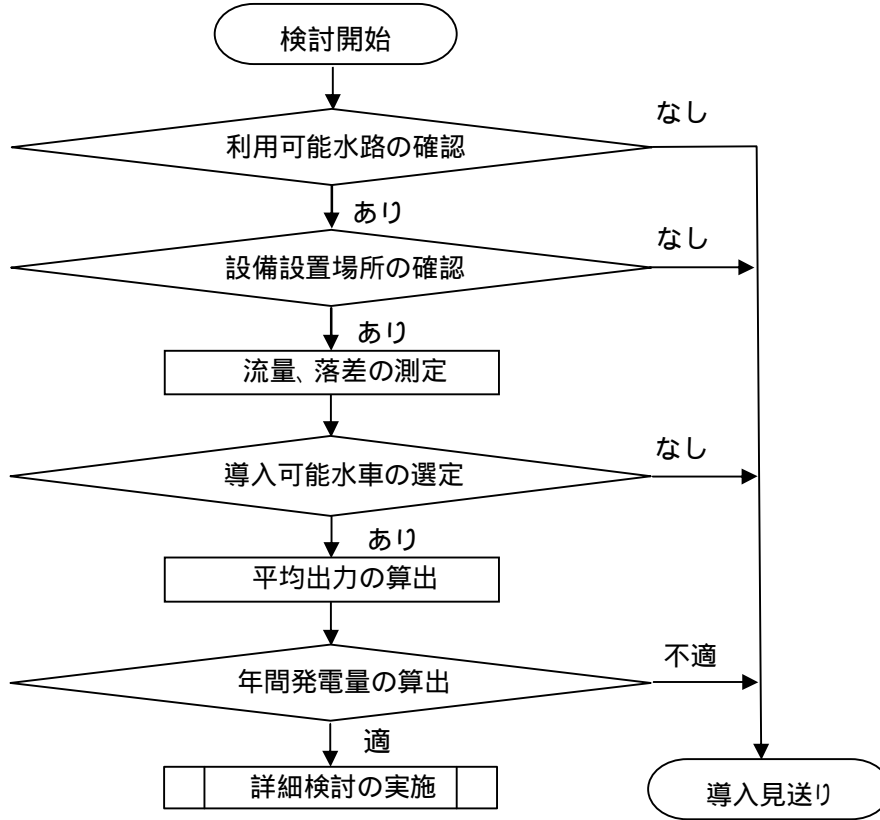 検討開始
利用可能水路の確認
なし
あり
設備設置場所の確認
なし
あり
流量、落差の測定
導入可能水車の選定
なし
あり
平均出力の算出
年間発電量の算出
不適
適
詳細検討の実施
導入見送り